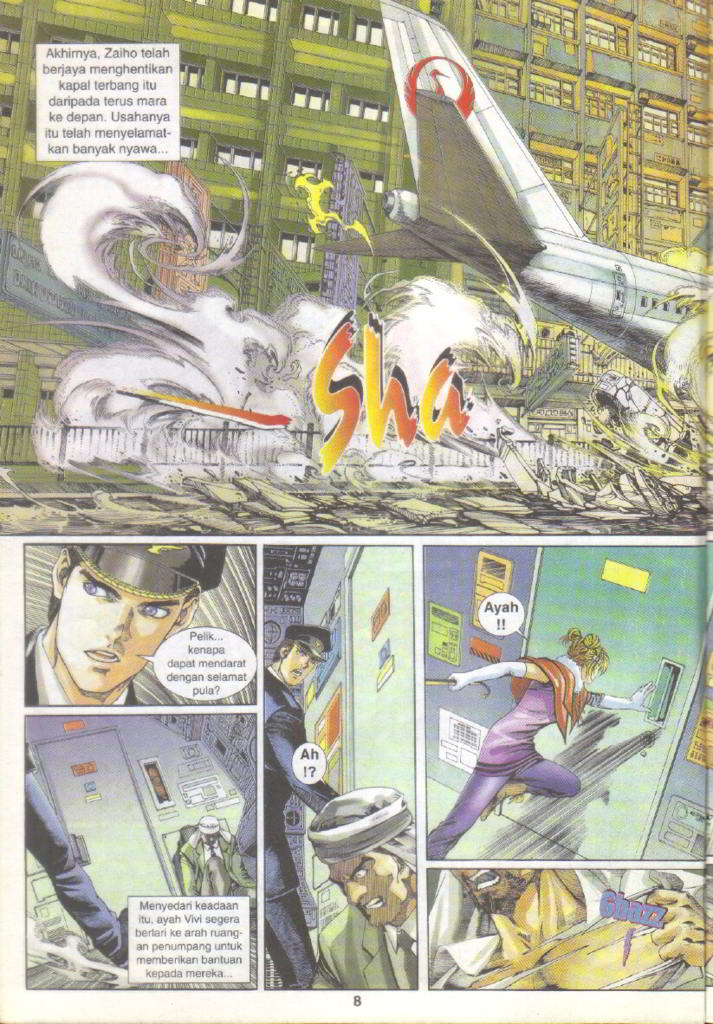 Akhirnya, Zaiho telah
berjaya menghentikan
kapal terbang itu
daripada terus mara
ke depan. Usahanya
itu telah menyelamat-
kan banyak nyawa...
Sha
Pelik...
kenapa
dapat mendarat
dengan selamat
pula?
Ah
!?
Ayah
!!
Menyedari keadaan
itu, ayah Vivi segera
berlari ke arah ruang-
an penumpang untuk
memberikan bantuan
kepada mereka...
8